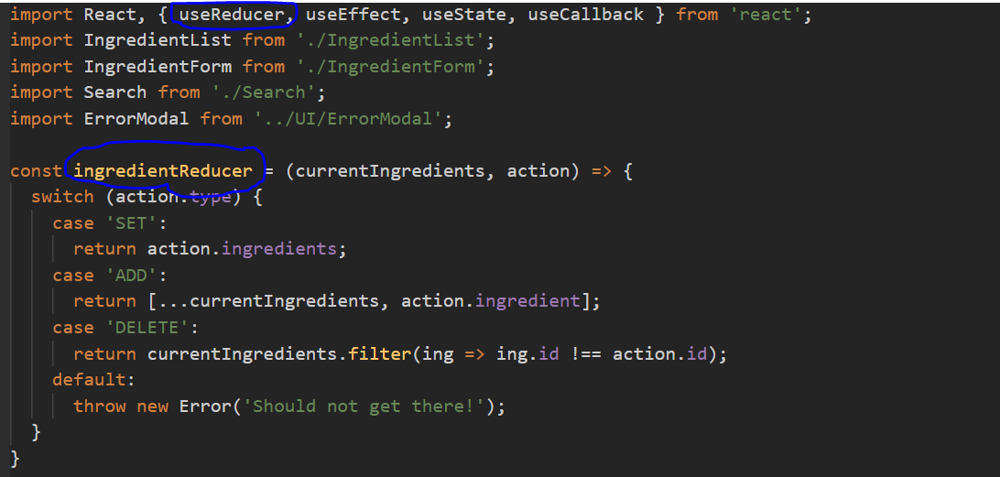 import React, { useReducer, useEffect, useState, useCallback } from 'react';
import IngredientList from './IngredientList';
import IngredientForm from './IngredientForm';
import Search from './Search';
import ErrorModal from '../UI/ErrorModal';
const ingredientReducer = (currentIngredients, action) => {
switch (action.type) {
case 'SET':
return action.ingredients;
case 'ADD':
return [...currentIngredients, action.ingredient];
case 'DELETE':
return currentIngredients.filter(ing => ing.id !== action.id);
default:
throw new Error('Should not get there!');
}
}